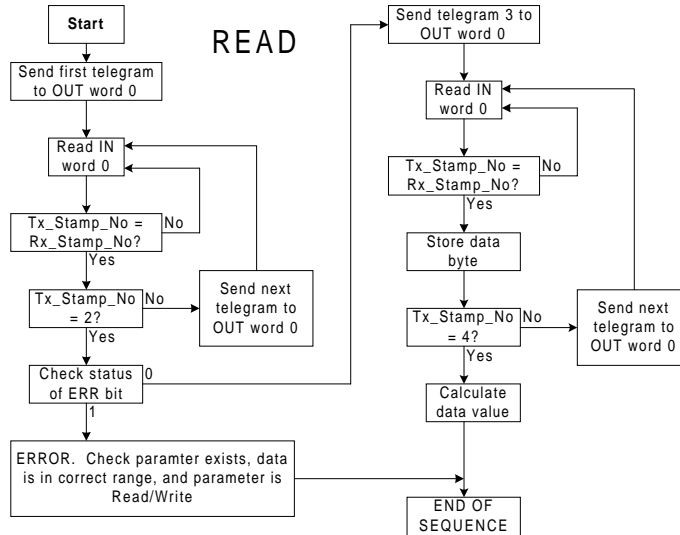 READ
Start
Send first telegram
to OUT word 0
Read IN
word 0
Tx_Stamp_No =
Rx_Stamp_No?
No
Yes
Tx_Stamp_No
= 2?
No
Yes
Send next
telegram to
OUT word 0
Check status
of ERR bit
0
1
ERROR. Check paramter exists, data
is in correct range, and parameter is
Read/Write
Send telegram 3 to
OUT word 0
Read IN
word 0
Tx_Stamp_No =
Rx_Stamp_No?
No
Yes
Store data
byte
Tx_Stamp_No
= 4?
No
Yes
Send next
telegram to
OUT word 0
Calculate
data value
END OF
SEQUENCE